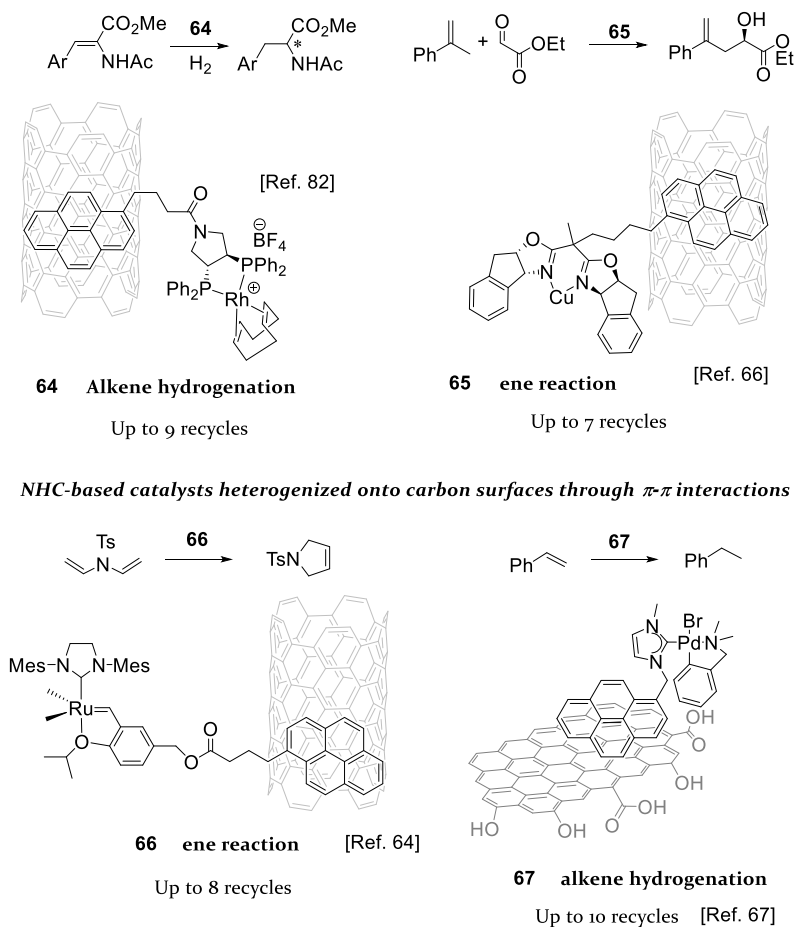 CO₂Me
Ar
NHAc
64
H₂
CO₂Me
*
Ar
NHAc
Ph
+
O
OEt
O
65
OH
Ph
O
O
Et
[Ref. 82]
O
N
⊖
BF₄
PPh₂
Ph₂P
Rh
⊕
O
N
O
N
Cu
64 Alkene hydrogenation
Up to 9 recycles
65 ene reaction
[Ref. 66]
Up to 7 recycles
NHC-based catalysts heterogenized onto carbon surfaces through π-π interactions
Ts
N
66
TsN
Ph
67
Ph
Mes N N Mes
Ru
O
O
O
N
N
Br
Pd
N
OH
O
OH
O
OH
HO
OH
66 ene reaction
[Ref. 64]
Up to 8 recycles
67 alkene hydrogenation
Up to 10 recycles
[Ref. 67]